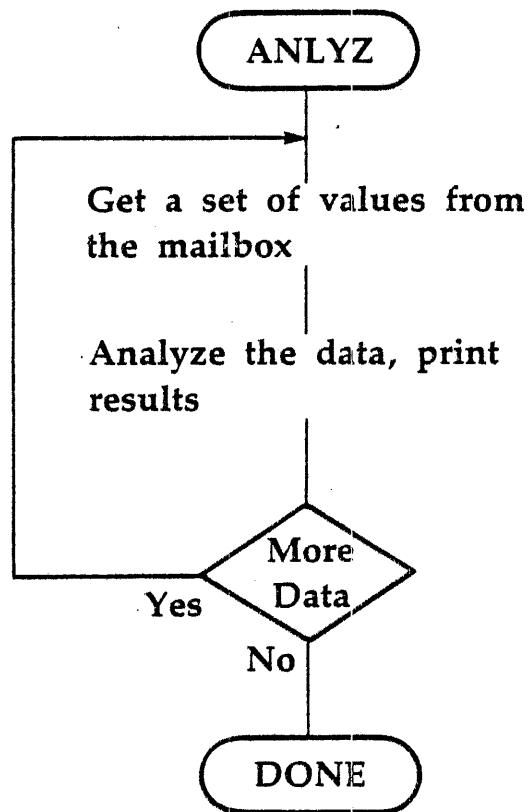 ANLYZ
Get a set of values from
the mailbox
Analyze the data, print
results
More
Data
Yes
No
DONE